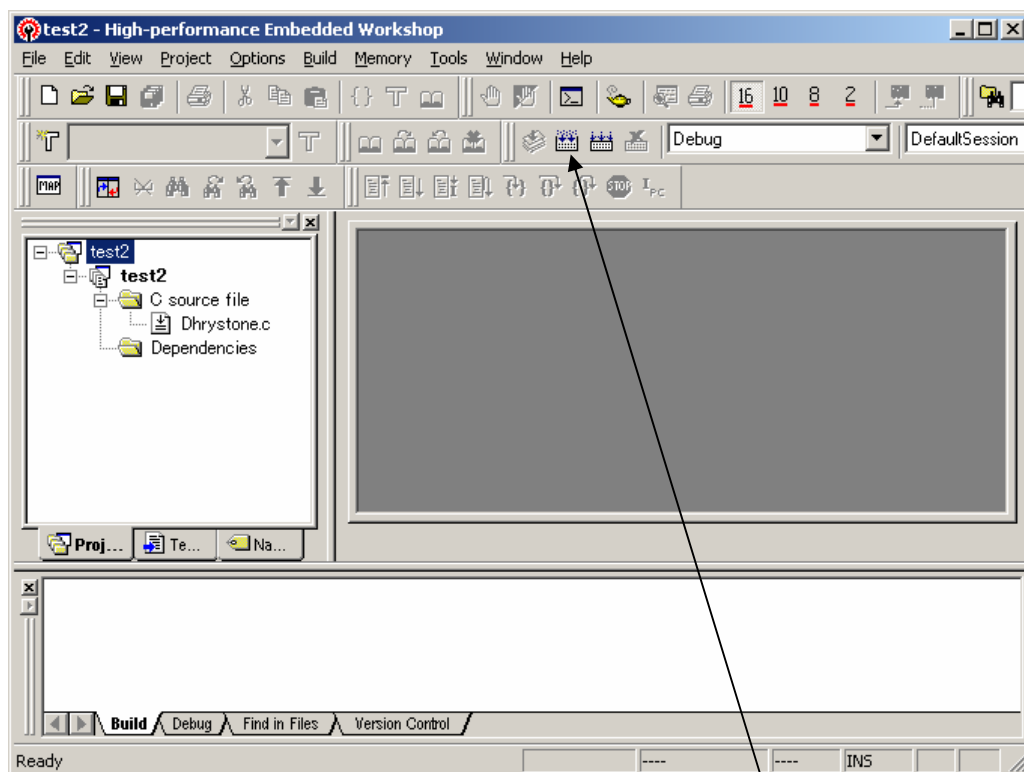 test2 - High-performance Embedded Workshop
File Edit View Project Options Build Memory Tools Window Help
16 10 8 2
Debug DefaultSession
MAP STOP IPC
test2
test2
C source file
Dhrystone.c
Dependencies
Proj... Te... Na...
Build Debug Find in Files Version Control
Ready ---- ---- INS